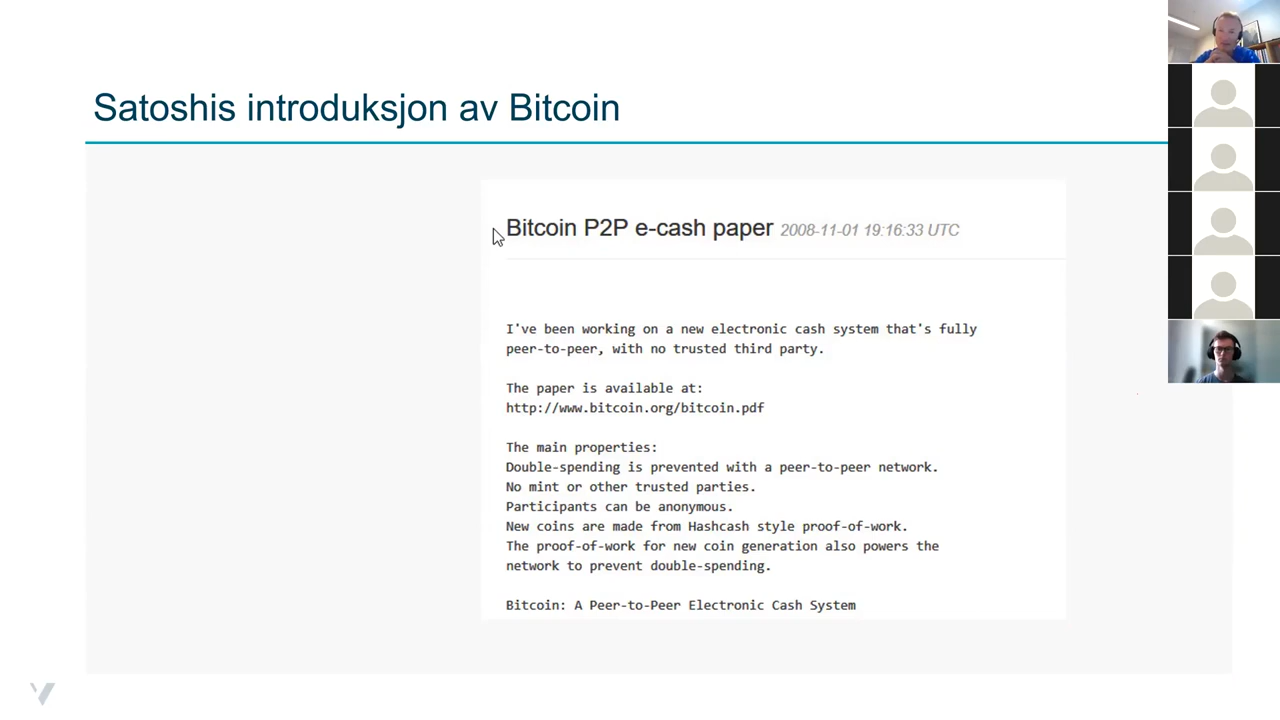 Satoshis introduksjon av Bitcoin
Bitcoin P2P e-cash paper 2008-11-01 19:16:33 UTC
I've been working on a new electronic cash system that's fully
peer-to-peer, with no trusted third party.
The paper is available at:
http://www.bitcoin.org/bitcoin.pdf
The main properties:
Double-spending is prevented with a peer-to-peer network.
No mint or other trusted parties.
Participants can be anonymous.
New coins are made from Hashcash style proof-of-work.
The proof-of-work for new coin generation also powers the
network to prevent double-spending.
Bitcoin: A Peer-to-Peer Electronic Cash System